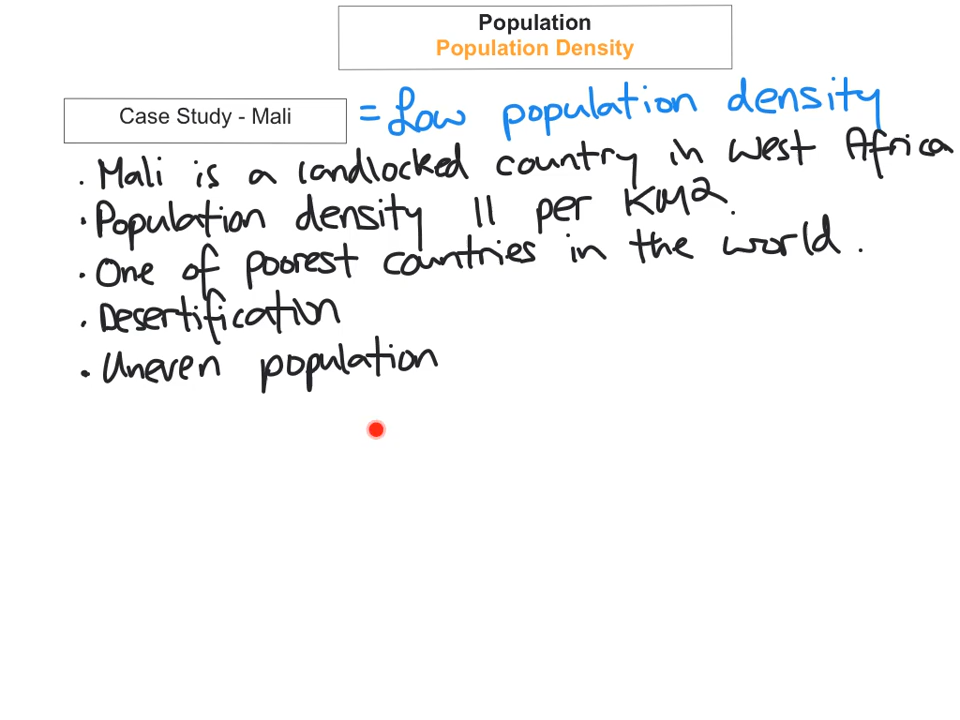 Population
Population Density
Case Study - Mali
= Low population density
. Mali is a landlocked country in West Africa
. Population density 11 per KM2.
. One of poorest countries in the world.
. Desertification
. Uneven population